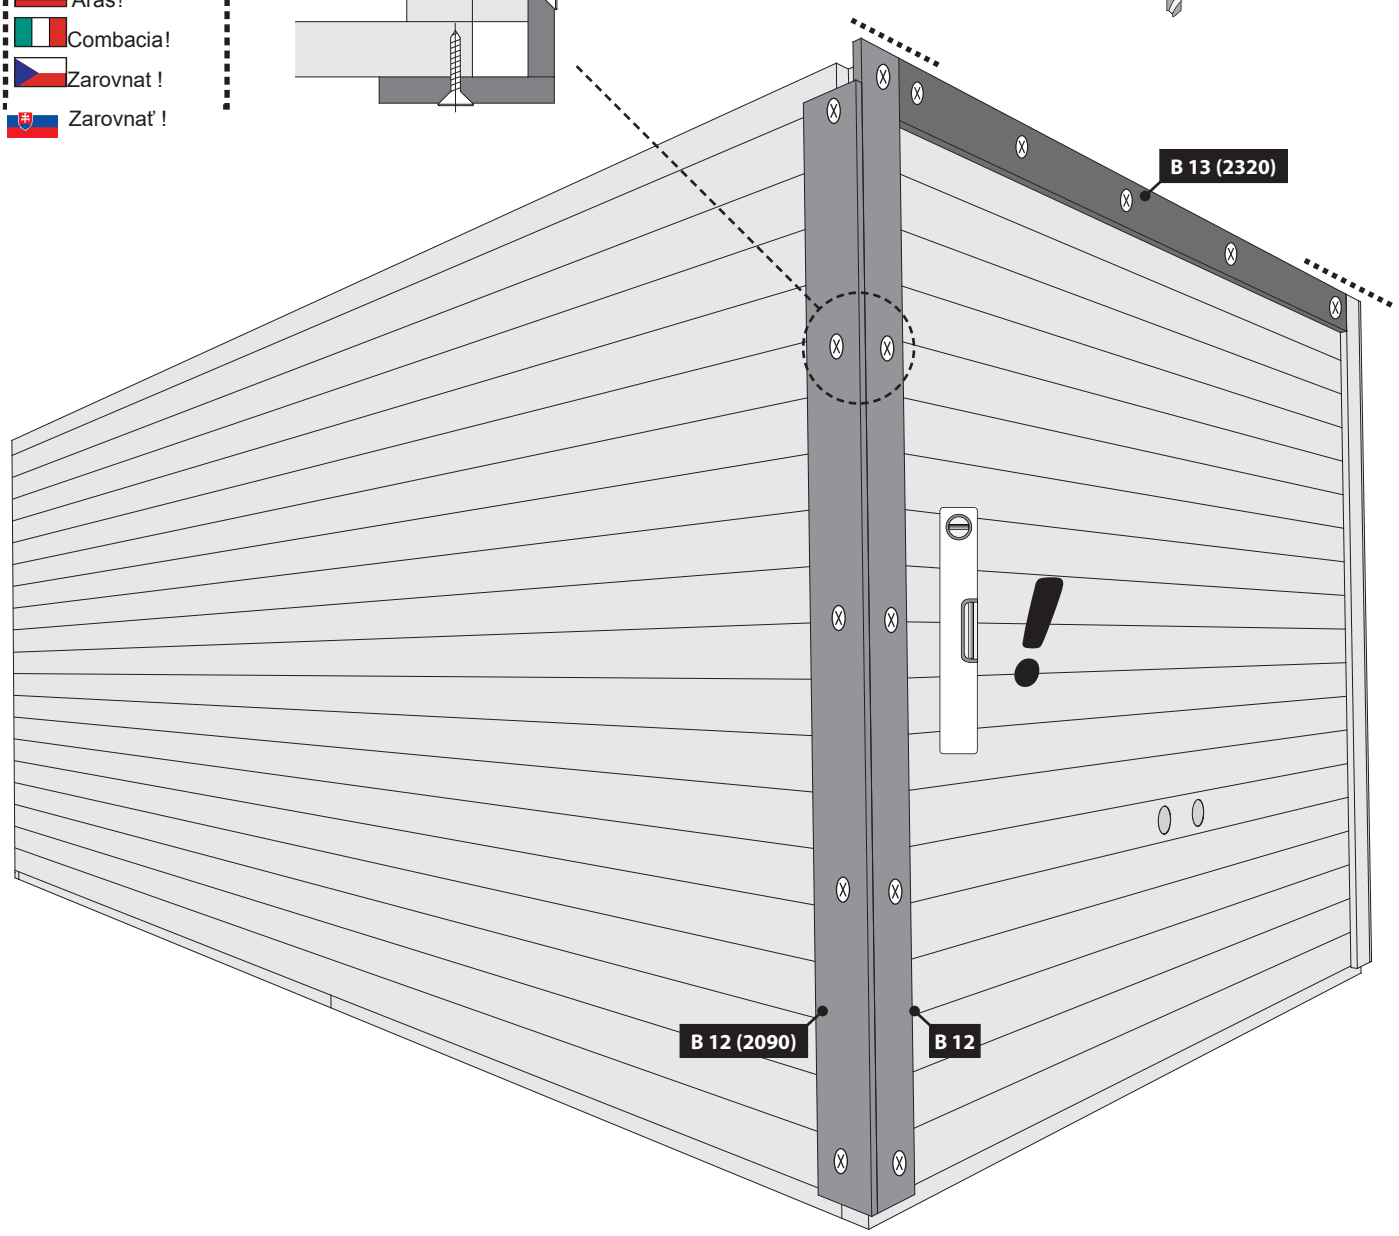 Aras!
Combacia!
Zarovnat !
Zarovnať !
B 13 (2320)
B 12 (2090)
B 12
!